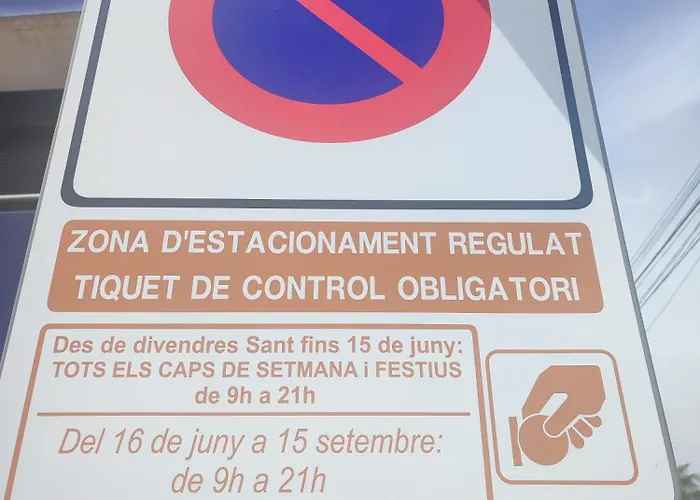 ZONA D'ESTACIONAMENT REGULAT
TIQUET DE CONTROL OBLIGATORI
Des de divendres Sant fins 15 de juny:
TOTS ELS CAPS DE SETMANA i FESTIUS
de 9h a 21h
Del 16 de juny a 15 setembre:
de 9h a 21h